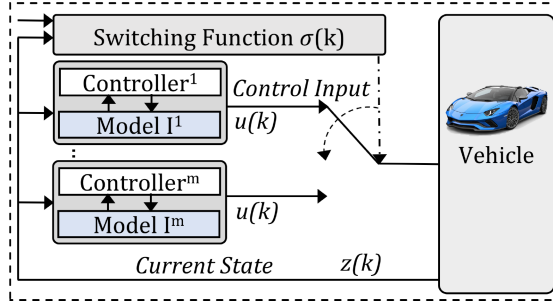 Switching Function σ(k)
Controller¹
Model I¹
Control Input
u(k)
⋮
Controllerᵐ
Model Iᵐ
u(k)
Vehicle
Current State
z(k)